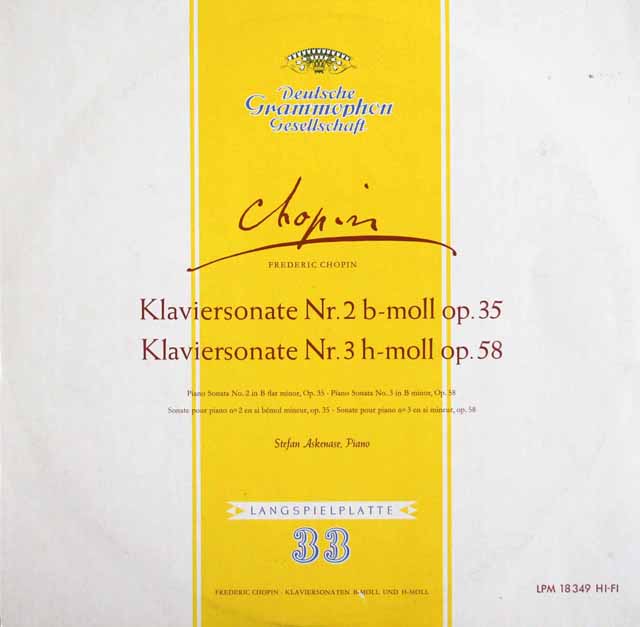 Deutsche
Grammophon
Gesellschaft
Chopin
FREDERIC CHOPIN
Klaviersonate Nr. 2 b-moll op. 35
Klaviersonate Nr. 3 h-moll op. 58
Piano Sonata No. 2 in B flat minor, Op. 35 - Piano Sonata No. 3 in B minor, Op. 58
Sonate pour piano nº 2 en si bémol mineur, op. 35 - Sonate pour piano nº 3 en si mineur, op. 58
Stefan Askenase, Piano
LANGSPIELPLATTE
33
FREDERIC CHOPIN · KLAVIERSONATEN B-MOLL UND H-MOLL
LPM 18 349 HI-FI